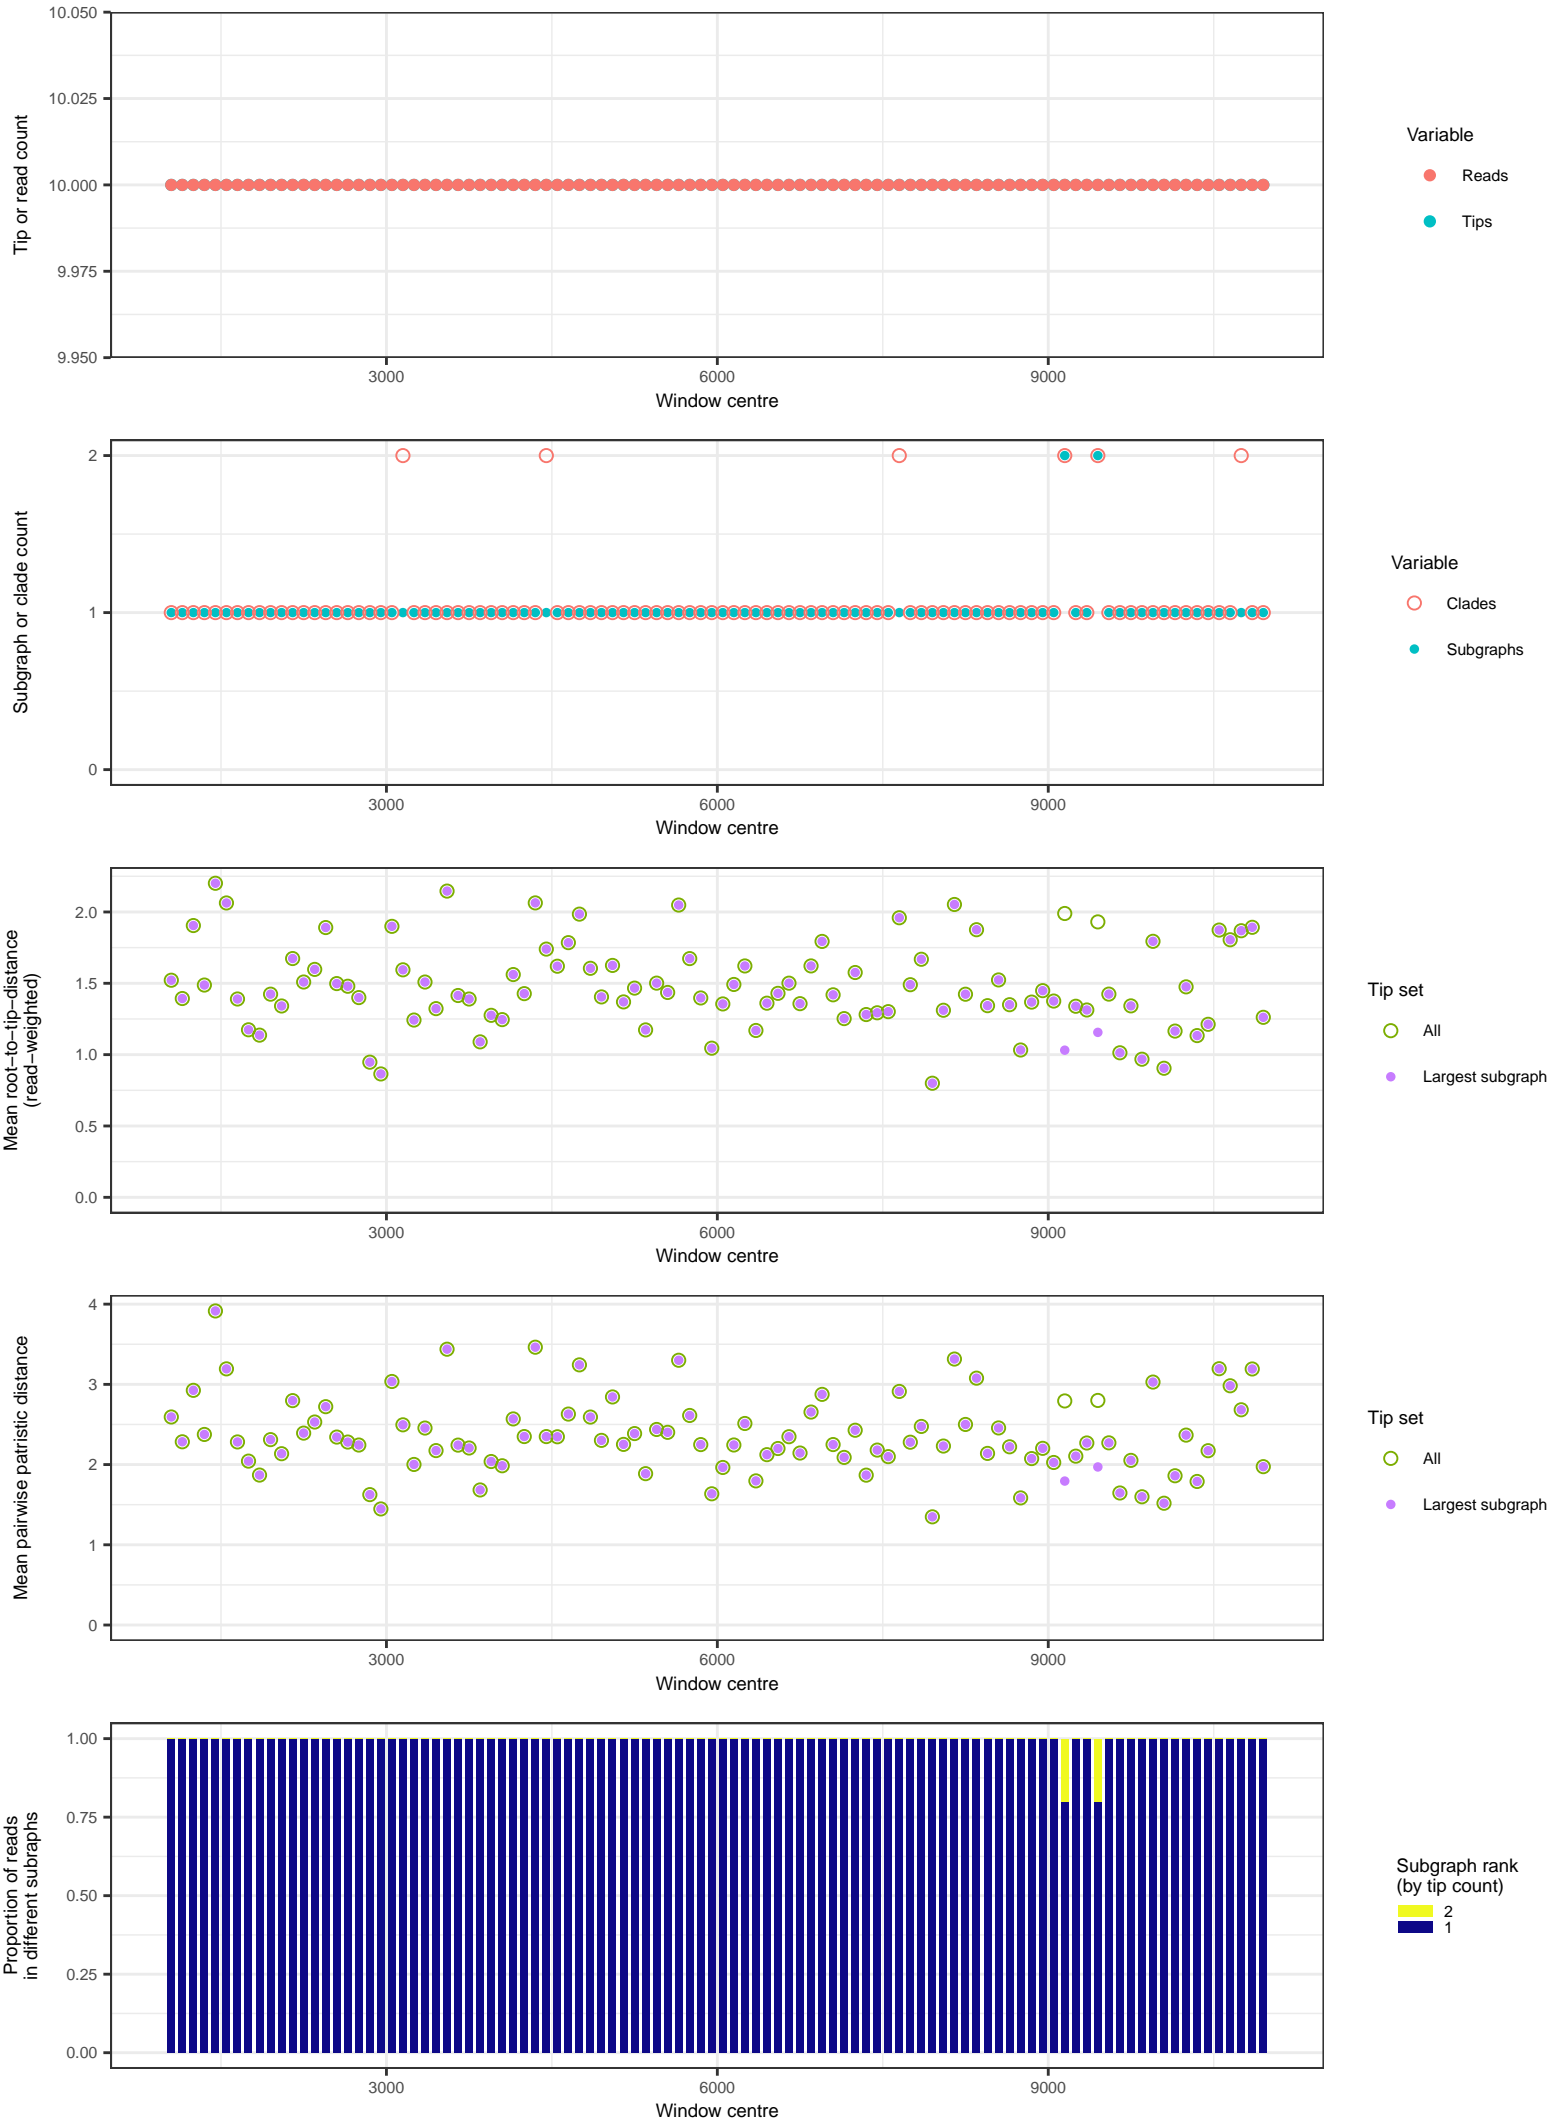 10.050
10.025
10.000
9.975
9.950
Tip or read count
3000 6000 9000
Window centre
Variable
Reads
Tips
2
1
0
Subgraph or clade count
3000 6000 9000
Window centre
Variable
Clades
Subgraphs
2.0
1.5
1.0
0.5
0.0
Mean root−to−tip−distance
(read−weighted)
3000 6000 9000
Window centre
Tip set
All
Largest subgraph
4
3
2
1
0
Mean pairwise patristic distance
3000 6000 9000
Window centre
Tip set
All
Largest subgraph
1.00
0.75
0.50
0.25
0.00
Proportion of reads
in different subraphs
3000 6000 9000
Window centre
Subgraph rank
(by tip count)
2
1